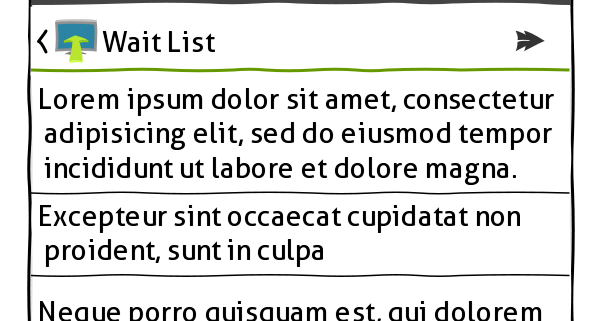 Wait List
Lorem ipsum dolor sit amet, consectetur
adipisicing elit, sed do eiusmod tempor
incididunt ut labore et dolore magna.
Excepteur sint occaecat cupidatat non
proident, sunt in culpa
Neque porro quisquam est, qui dolorem